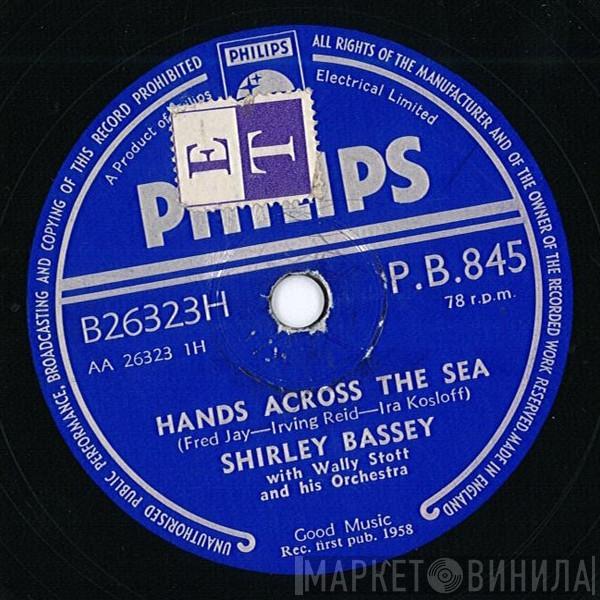 UNAUTHORISED PUBLIC PERFORMANCE, BROADCASTING AND COPYING OF THIS RECORD PROHIBITED
ALL RIGHTS OF THE MANUFACTURER AND OF THE OWNER OF THE RECORDED WORK RESERVED. MADE IN ENGLAND
PHILIPS
A Product of Philips
Electrical Limited
E T
PHILIPS
B26323H
AA 26323 1H
P.B.845
78 r.p.m.
HANDS ACROSS THE SEA
(Fred Jay—Irving Reid—Ira Kosloff)
SHIRLEY BASSEY
with Wally Stott
and his Orchestra
Good Music
Rec. first pub. 1958
МАРКЕТ ВИНИЛА